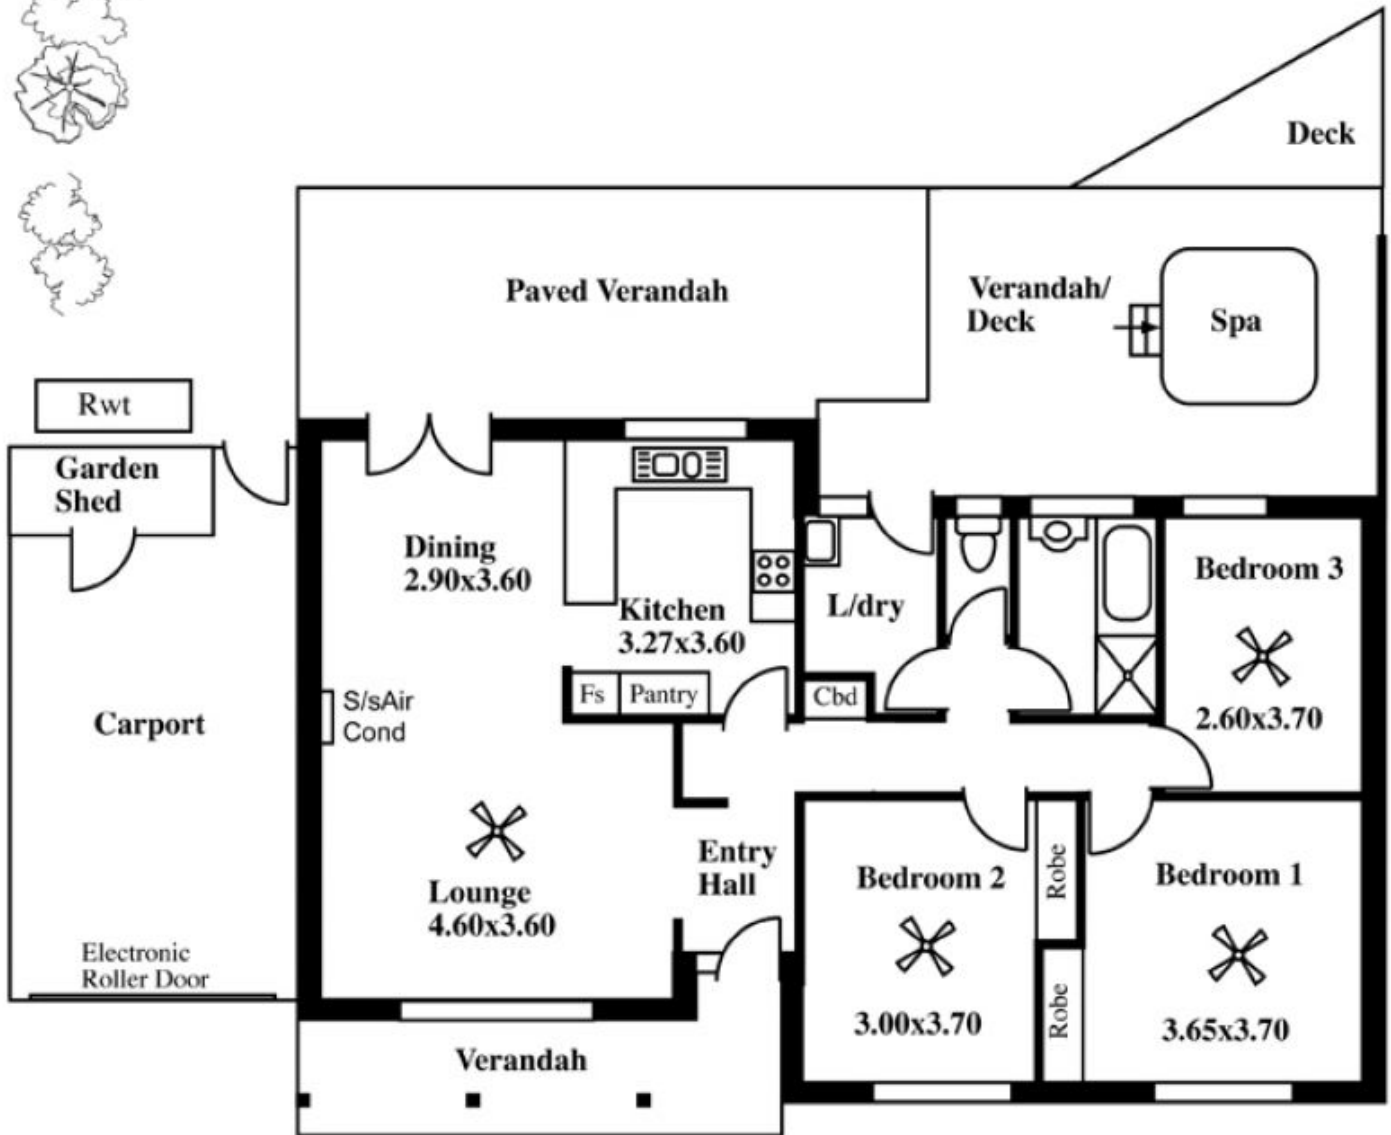 Deck
Paved Verandah
Verandah/
Deck
Spa
Rwt
Garden
Shed
Dining
2.90x3.60
Kitchen
3.27x3.60
L/dry
Bedroom 3
2.60x3.70
Fs
Pantry
Cbd
S/sAir
Cond
Carport
Lounge
4.60x3.60
Entry
Hall
Bedroom 2
3.00x3.70
Robe
Robe
Bedroom 1
3.65x3.70
Electronic
Roller Door
Verandah